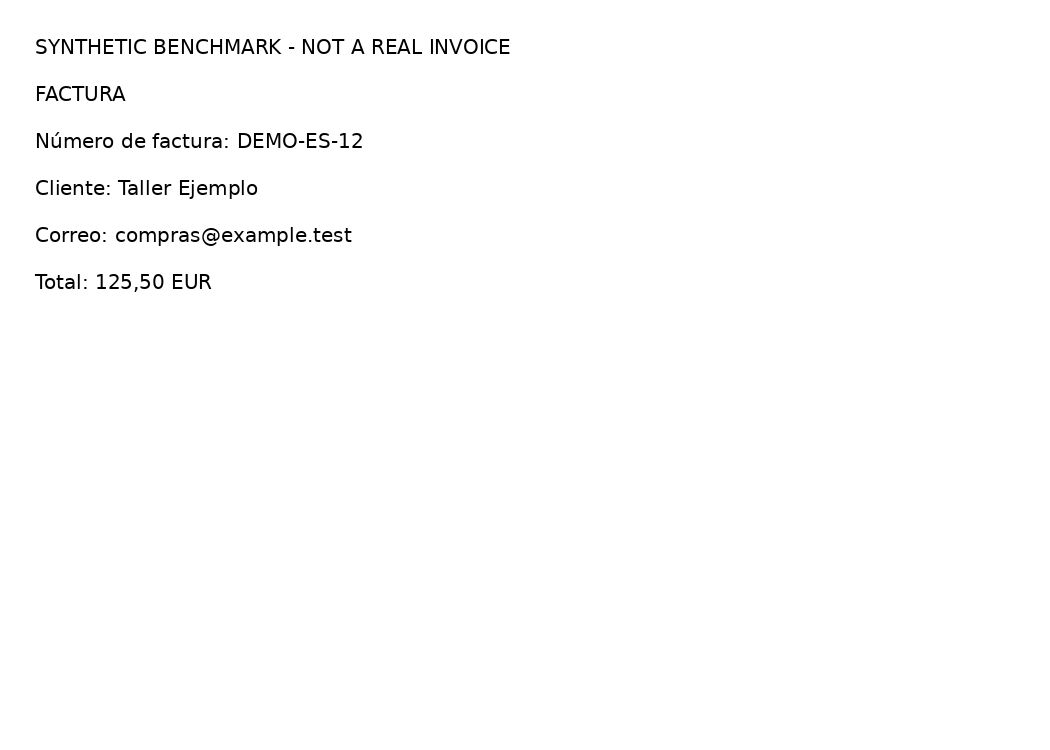 SYNTHETIC BENCHMARK - NOT A REAL INVOICE
FACTURA
Número de factura: DEMO-ES-12
Cliente: Taller Ejemplo
Correo: compras@example.test
Total: 125,50 EUR